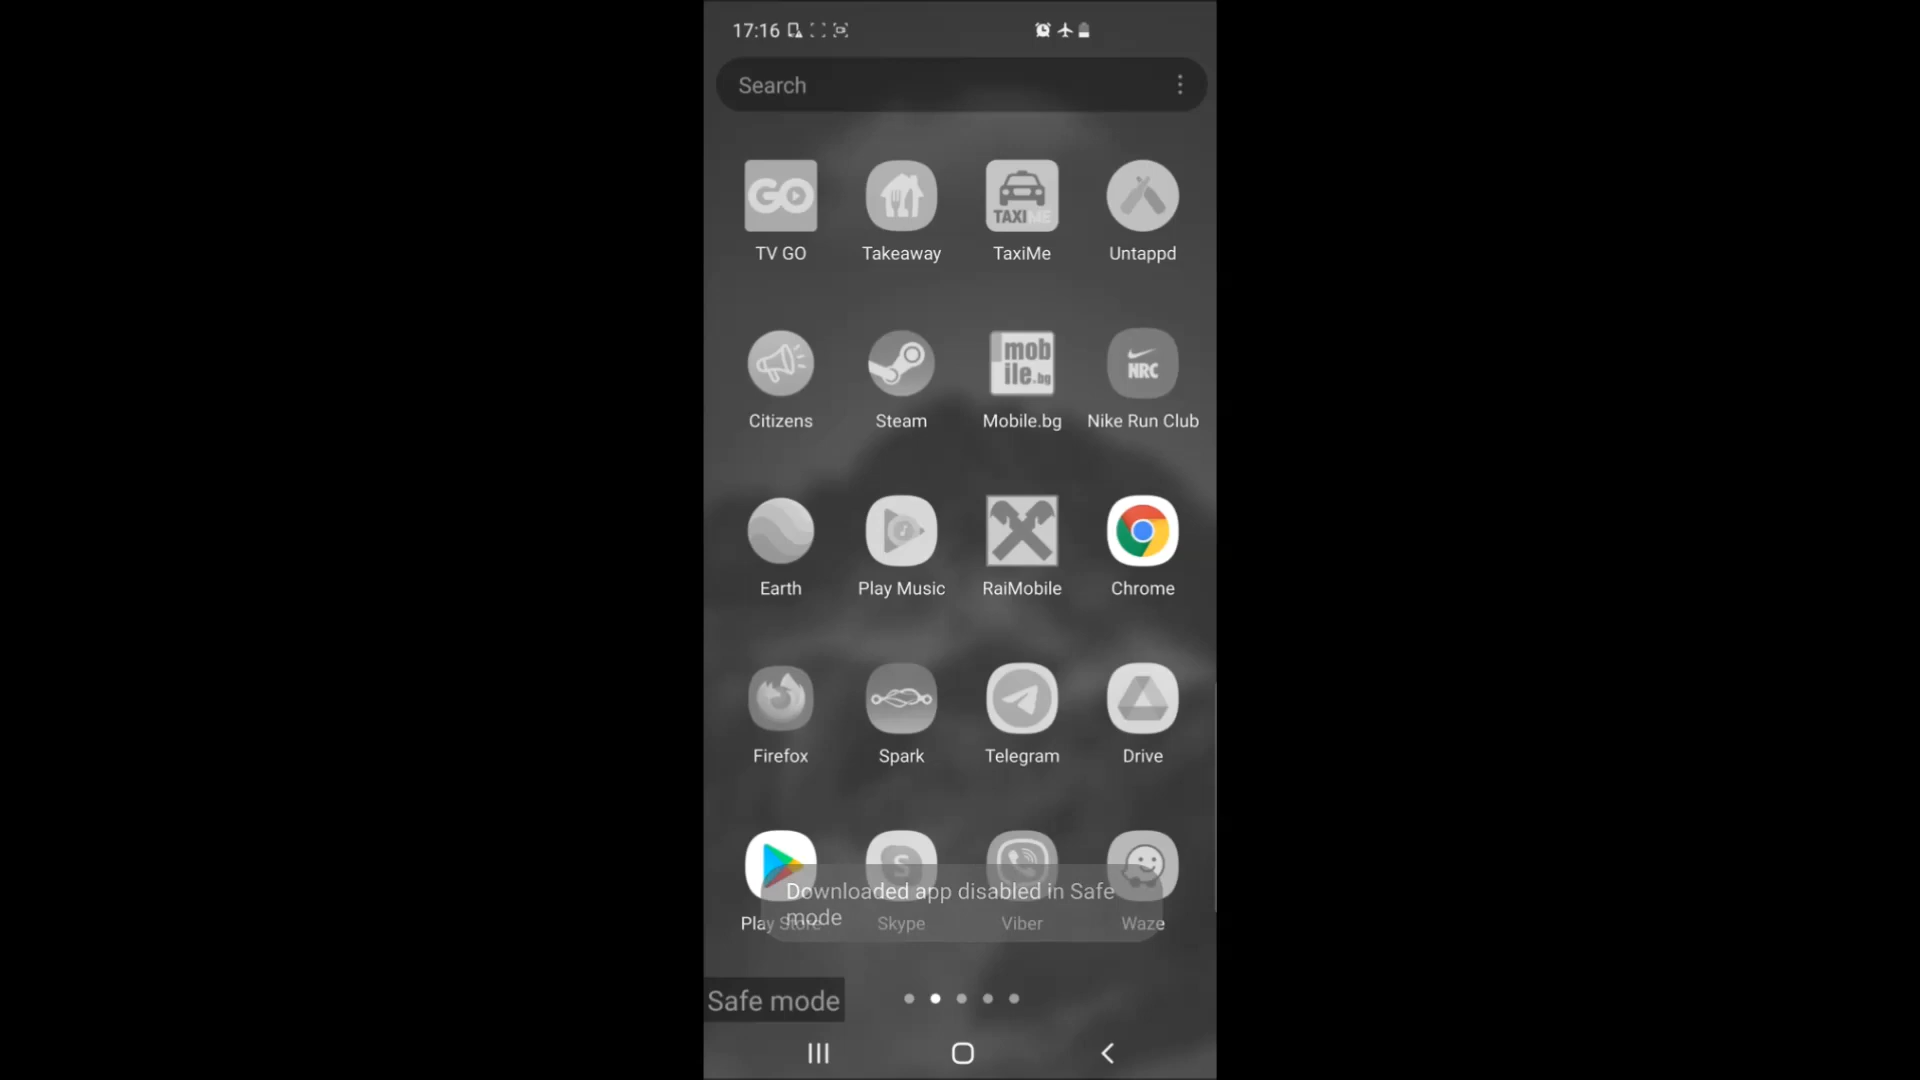 17:16
Search
GO
TAXI ME
TV GO
Takeaway
TaxiMe
Untappd
mob
ile.bg
NRC
Citizens
Steam
Mobile.bg
Nike Run Club
Earth
Play Music
RaiMobile
Chrome
Firefox
Spark
Telegram
Drive
S
Downloaded app disabled in Safe
mode
Play Store
Skype
Viber
Waze
Safe mode